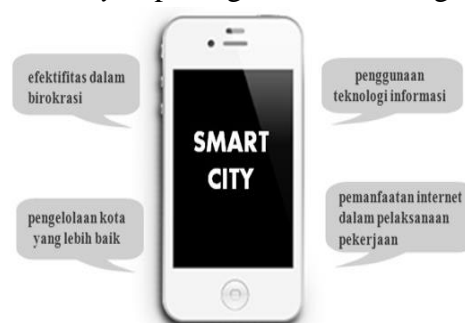 efektifitas dalam
birokrasi
penggunaan
teknologi informasi
SMART
CITY
pengelolaan kota
yang lebih baik
pemanfaatan internet
dalam pelaksanaan
pekerjaan